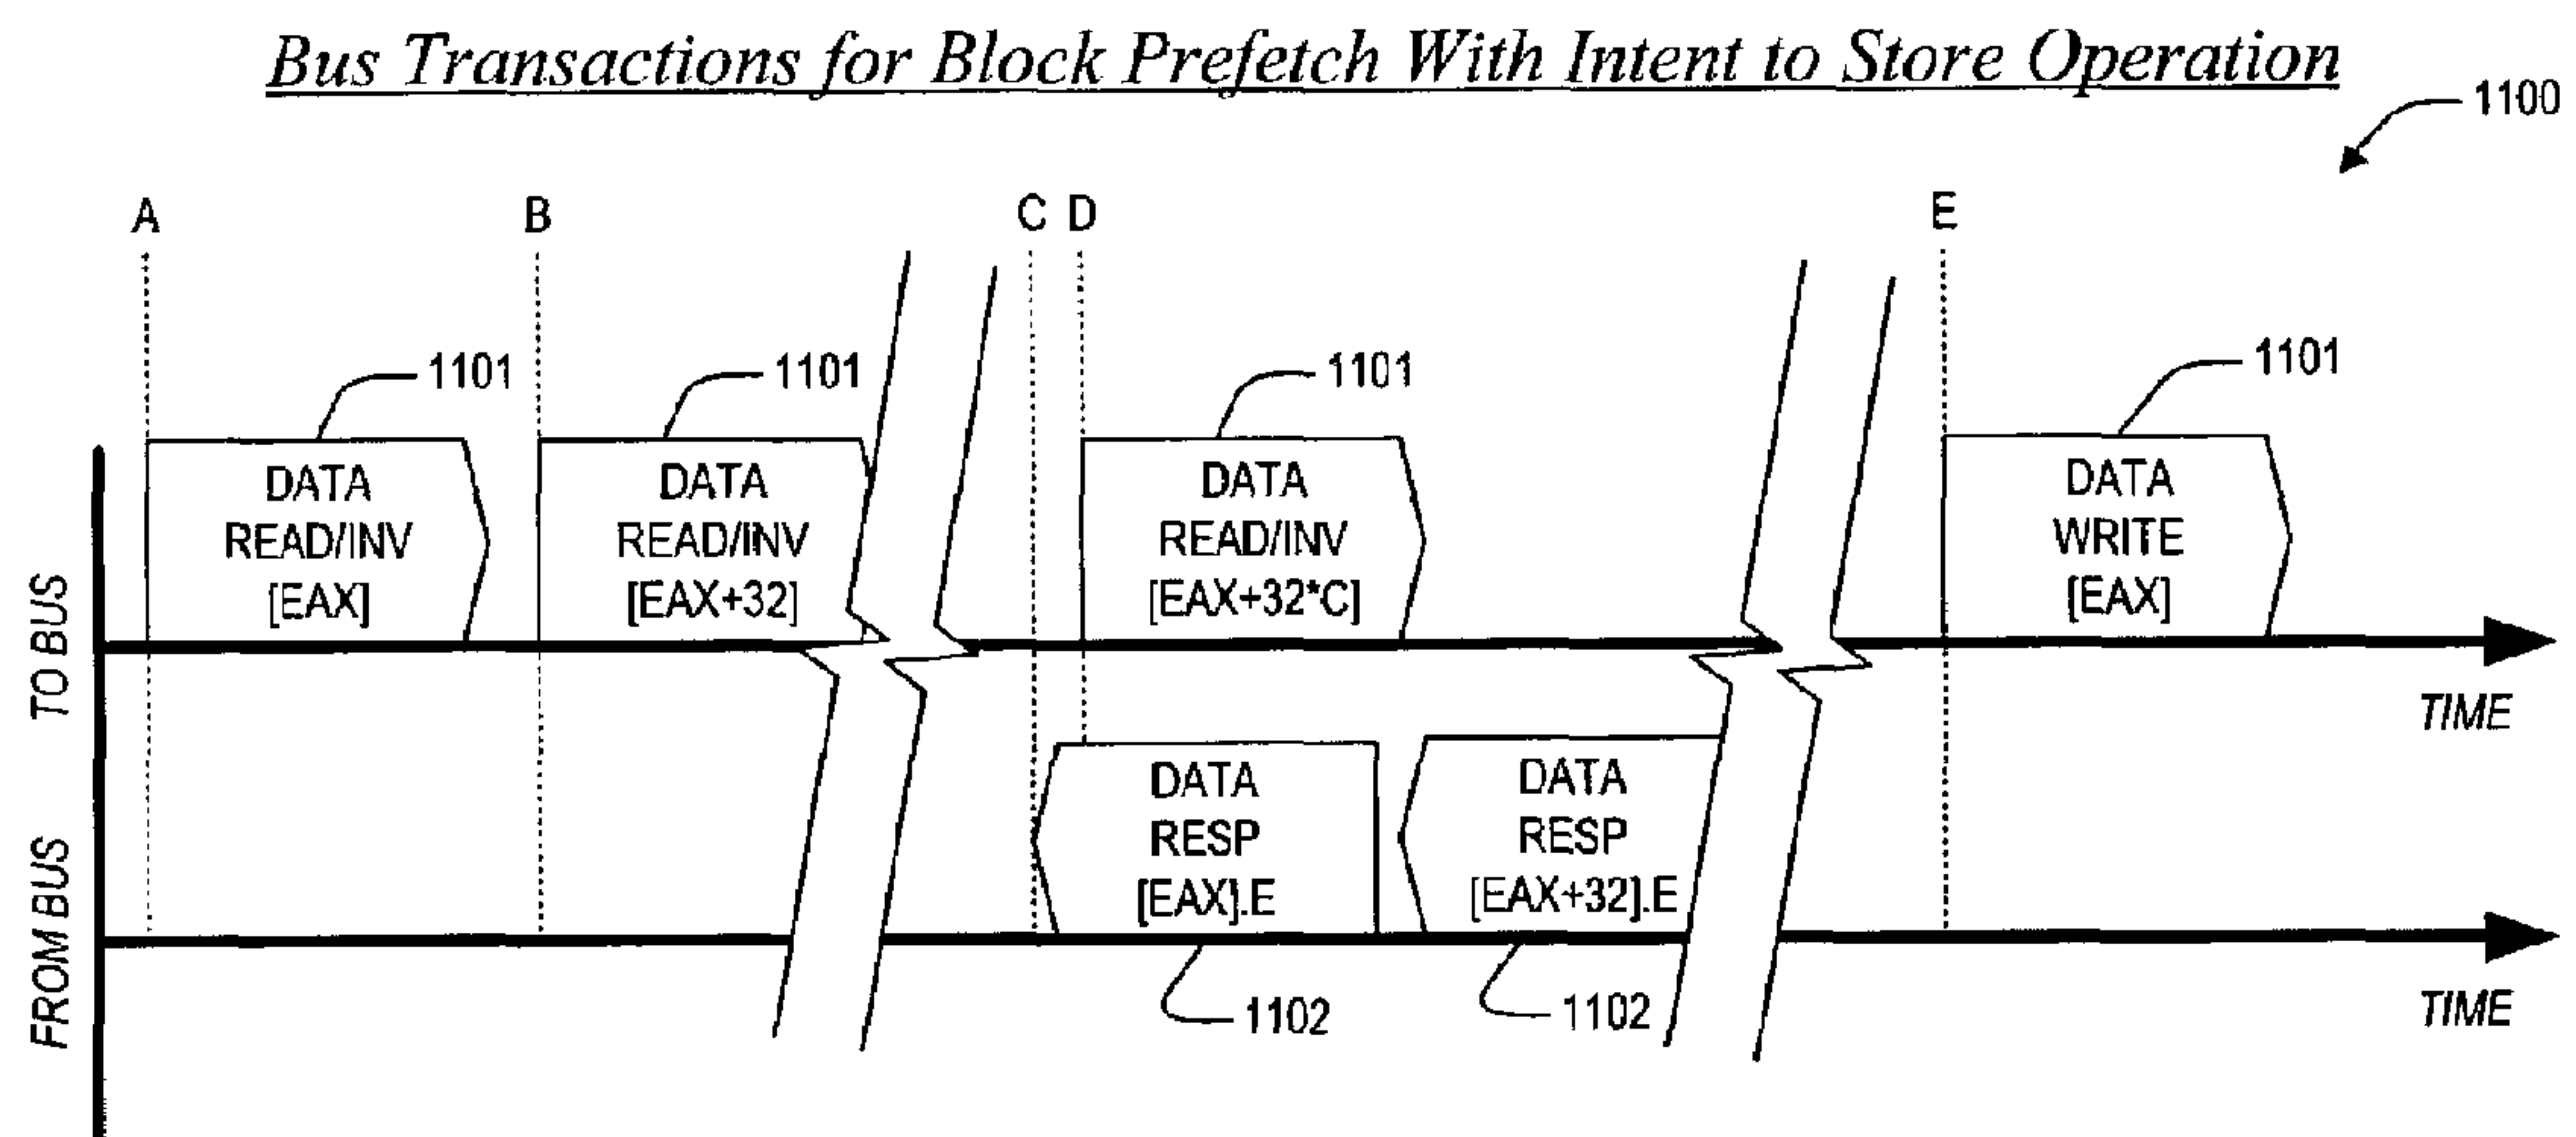 Bus Transactions for Block Prefetch With Intent to Store Operation
1100
A
B
C
D
E
1101
1101
1101
1101
DATA
READ/INV
[EAX]
DATA
READ/INV
[EAX+32]
DATA
READ/INV
[EAX+32*C]
DATA
WRITE
[EAX]
TO BUS
TIME
DATA
RESP
[EAX].E
DATA
RESP
[EAX+32].E
FROM BUS
1102
1102
TIME